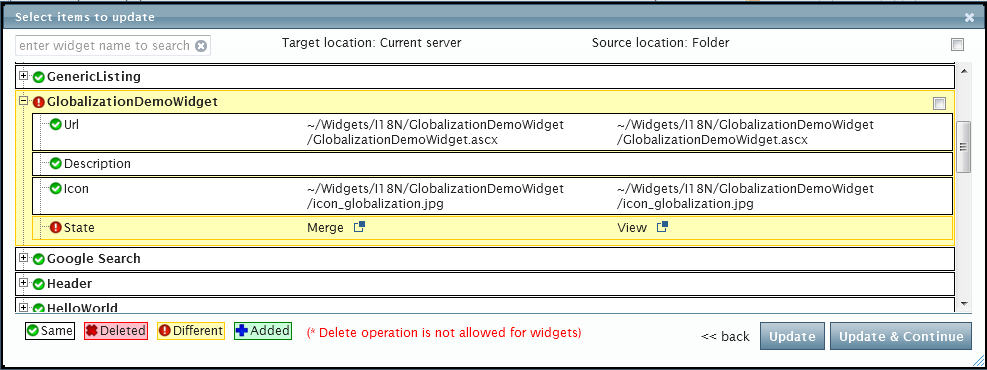 Select items to update
enter widget name to search
Target location: Current server
Source location: Folder
GenericListing
GlobalizationDemoWidget
Url
~/Widgets/I18N/GlobalizationDemoWidget
/GlobalizationDemoWidget.ascx
~/Widgets/I18N/GlobalizationDemoWidget
/GlobalizationDemoWidget.ascx
Description
Icon
~/Widgets/I18N/GlobalizationDemoWidget
/icon_globalization.jpg
~/Widgets/I18N/GlobalizationDemoWidget
/icon_globalization.jpg
State
Merge
View
Google Search
Header
HelloWorld
Same
Deleted
Different
Added
(* Delete operation is not allowed for widgets)
<< back
Update
Update & Continue